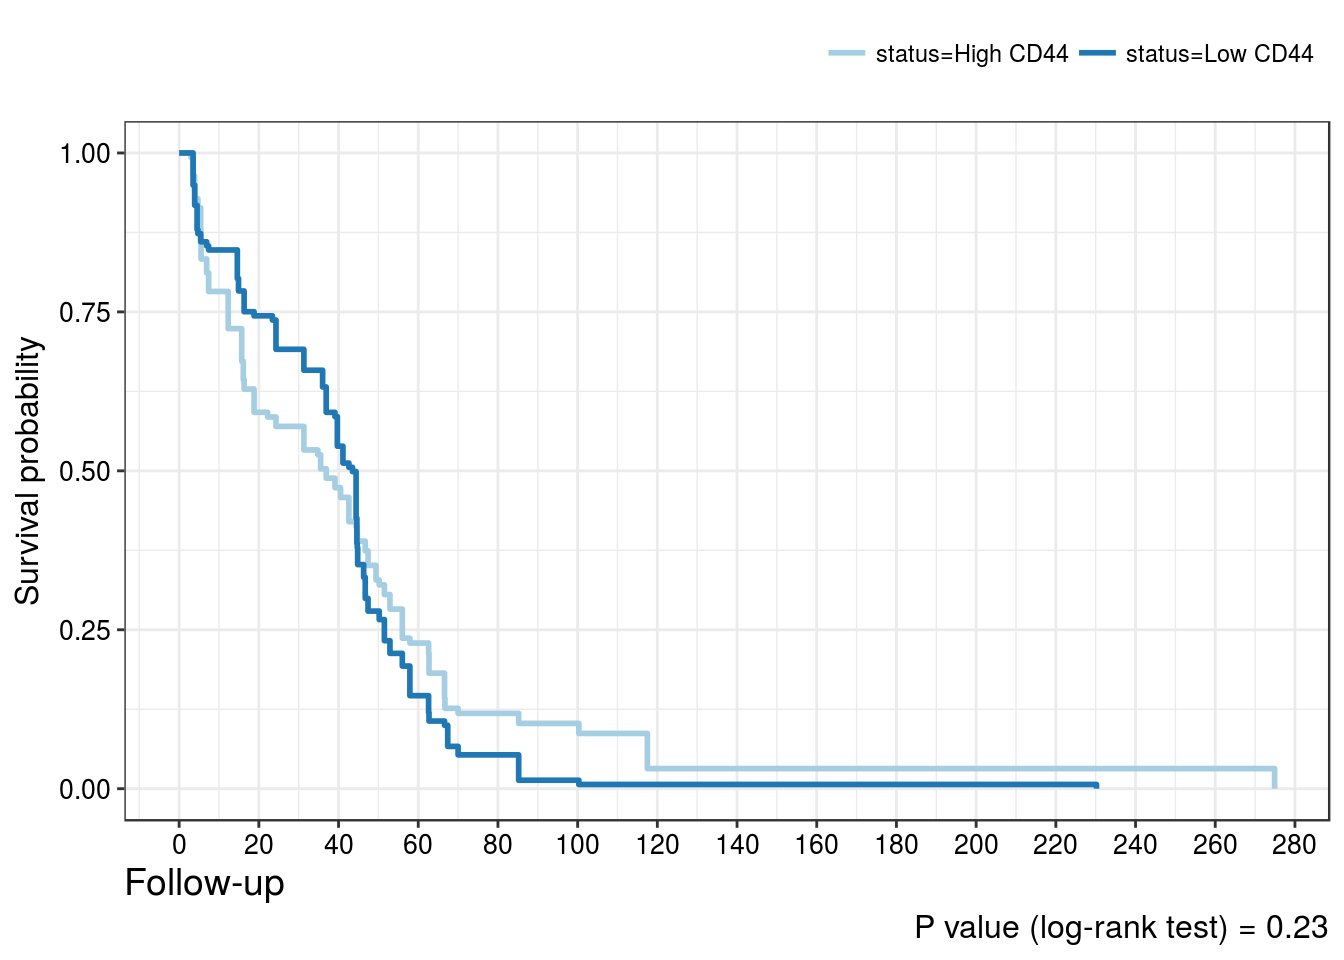 status=High CD44 status=Low CD44
1.00
0.75
0.50
0.25
0.00
Survival probability
0 20 40 60 80 100 120 140 160 180 200 220 240 260 280
Follow-up
P value (log-rank test) = 0.23